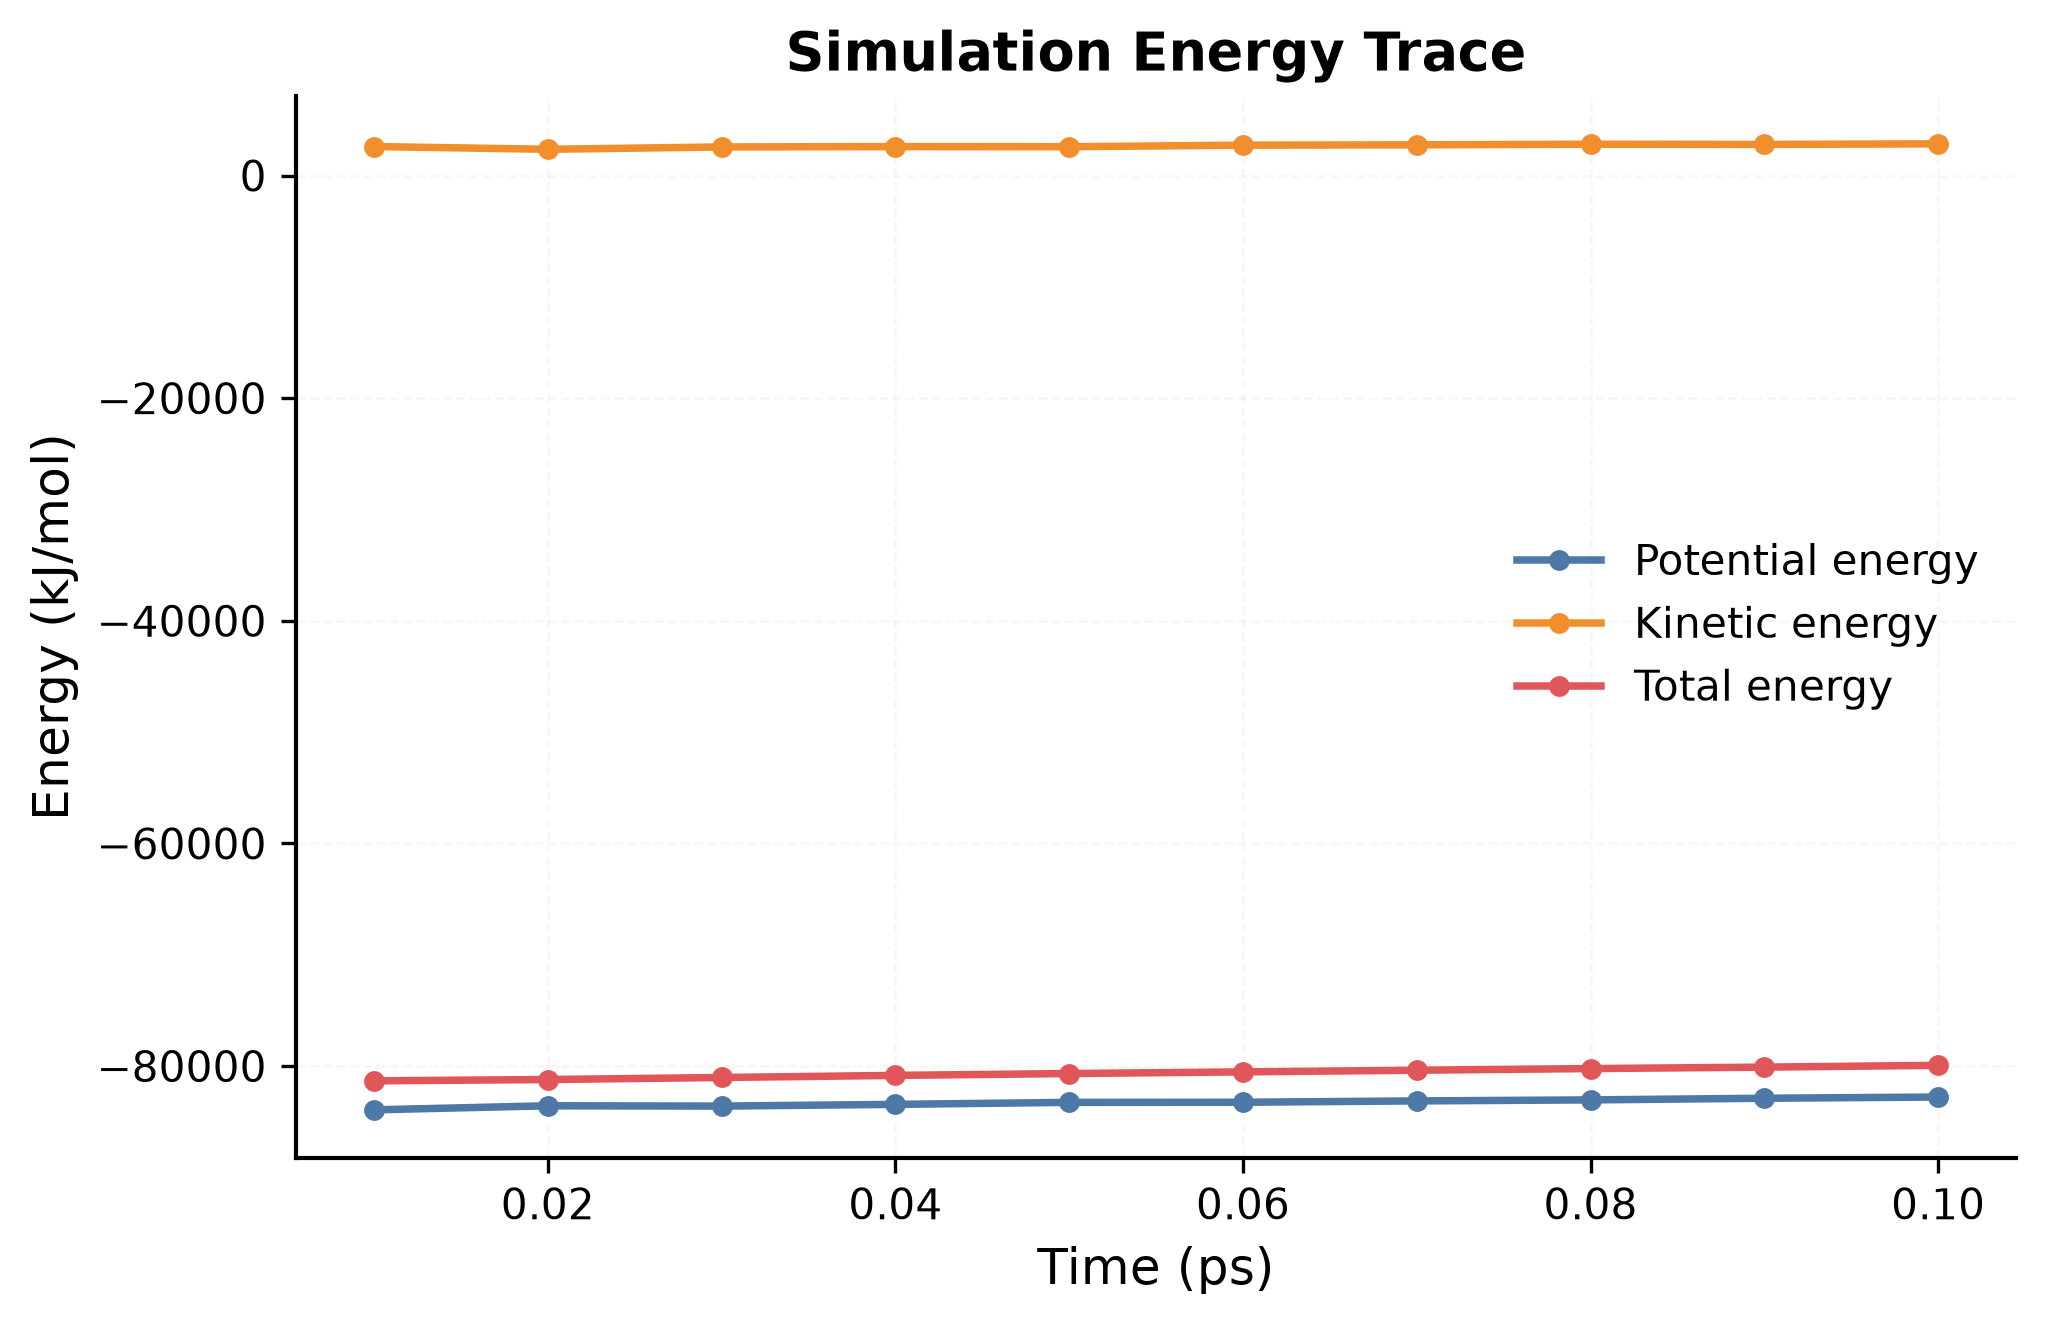 Simulation Energy Trace
Energy (kJ/mol)
0
−20000
−40000
−60000
−80000
Potential energy
Kinetic energy
Total energy
0.02 0.04 0.06 0.08 0.10
Time (ps)